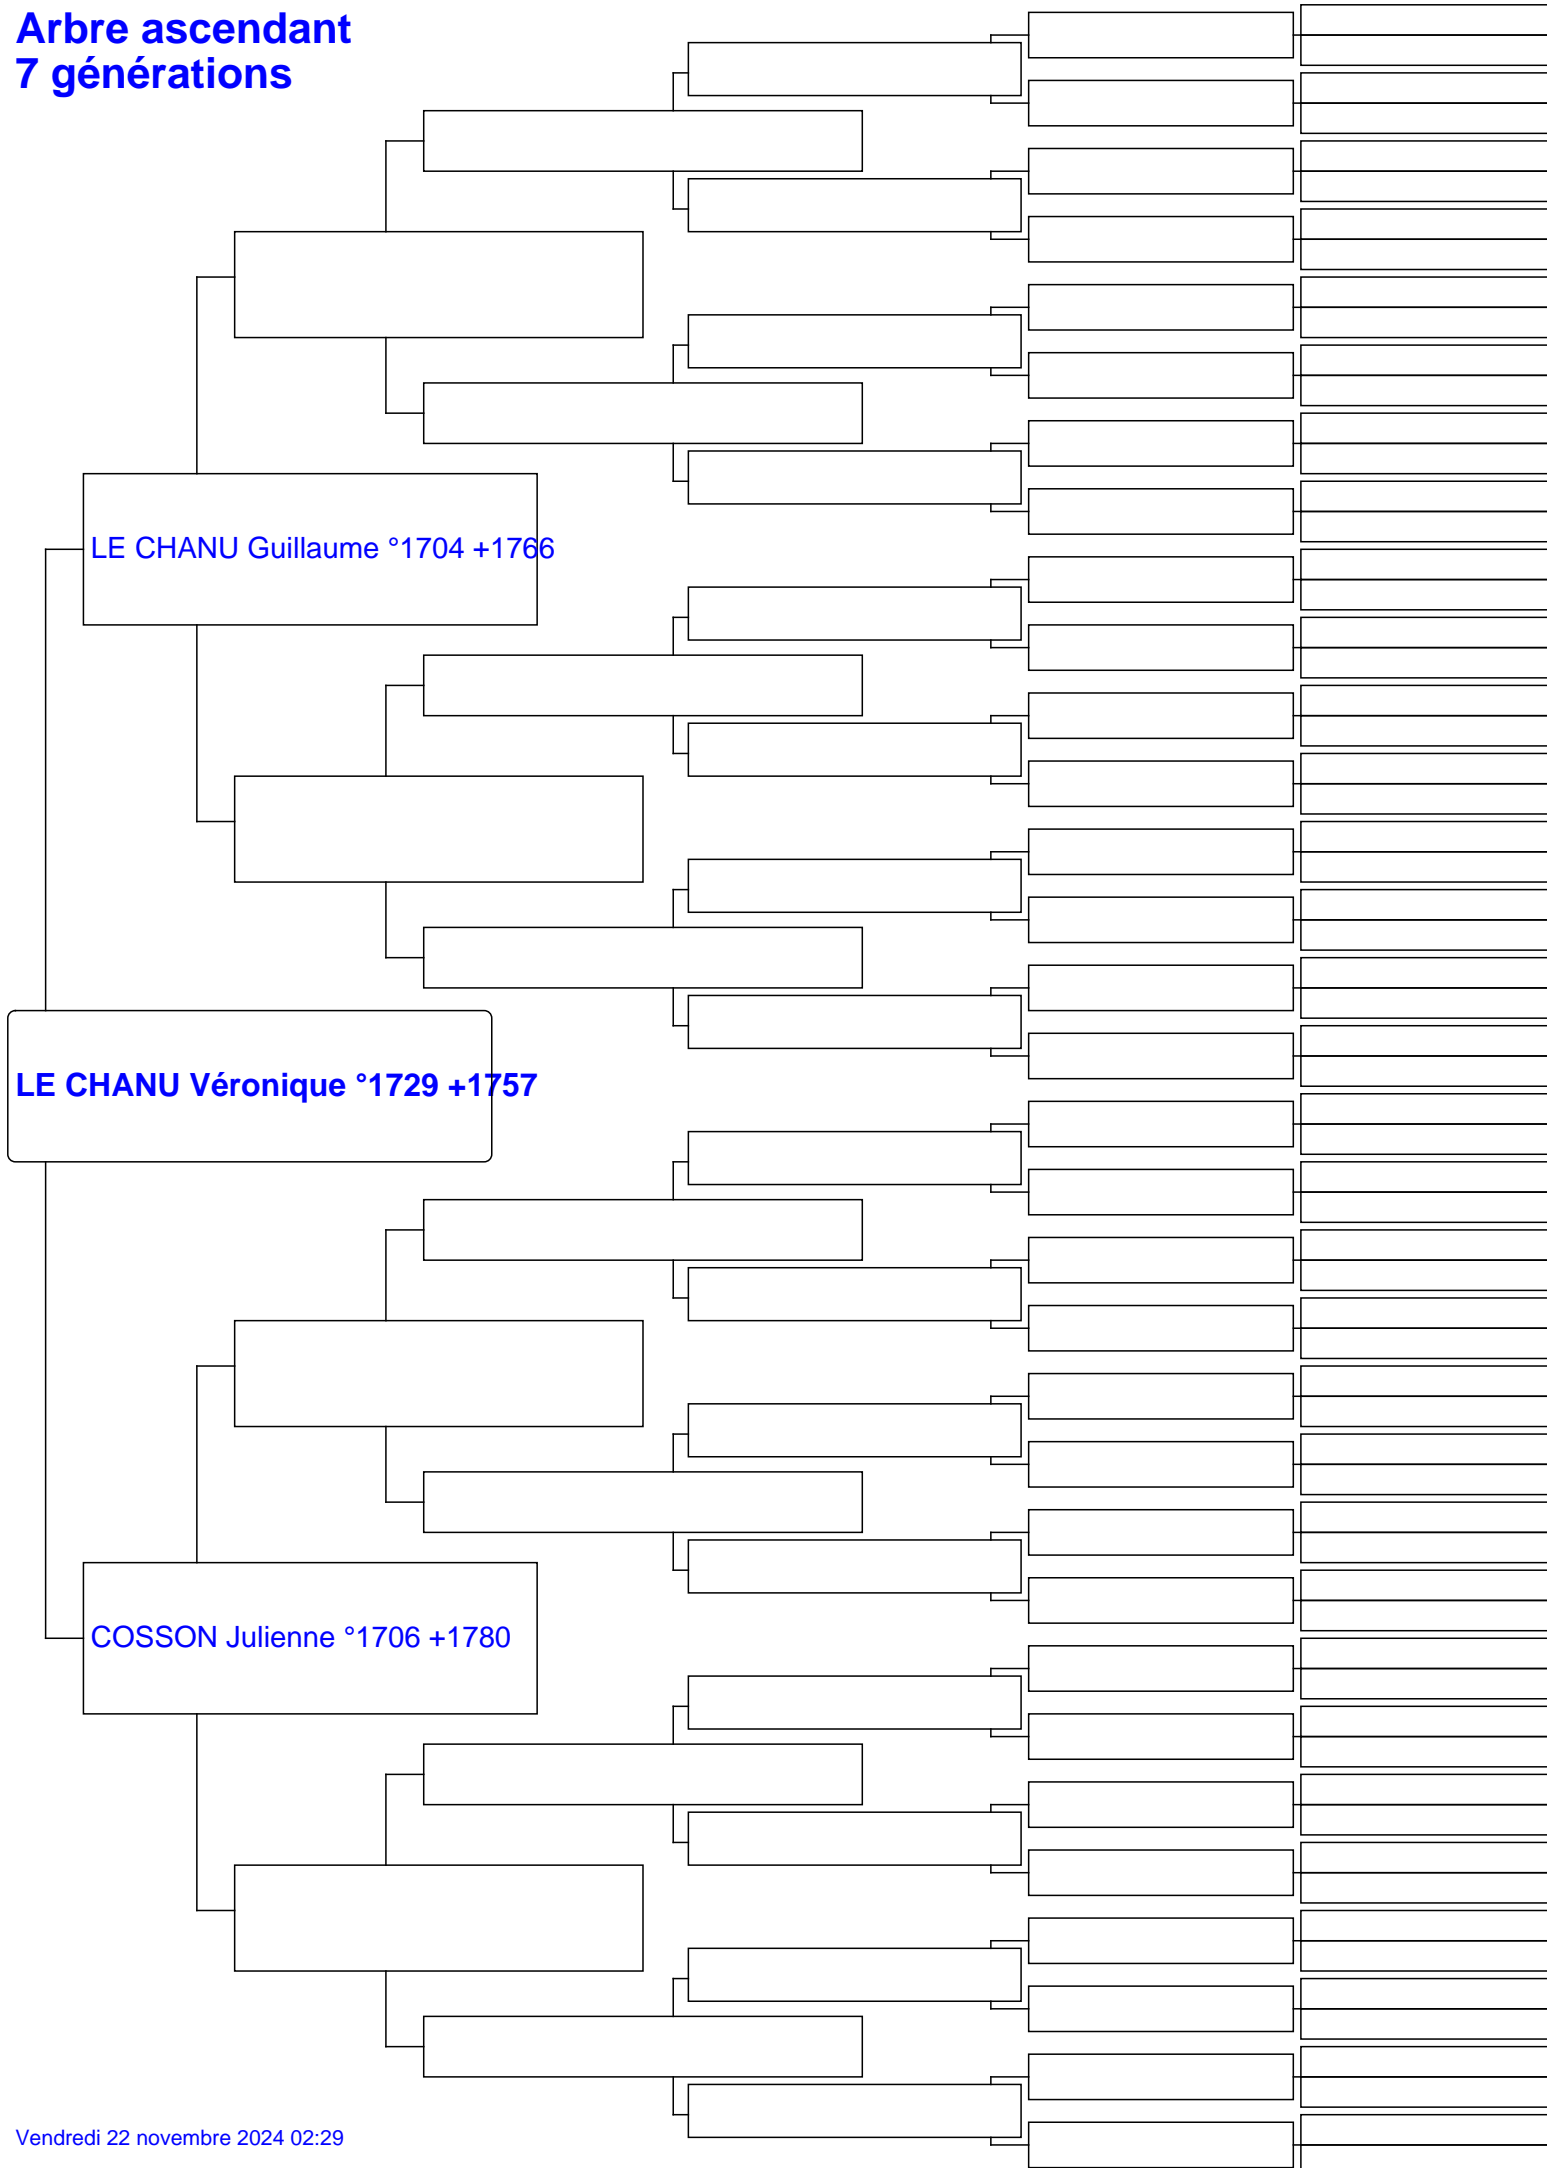 Arbre ascendant
7 générations
LE CHANU Guillaume °1704 +1766
LE CHANU Véronique °1729 +1757
COSSON Julienne °1706 +1780
Vendredi 22 novembre 2024 02:29